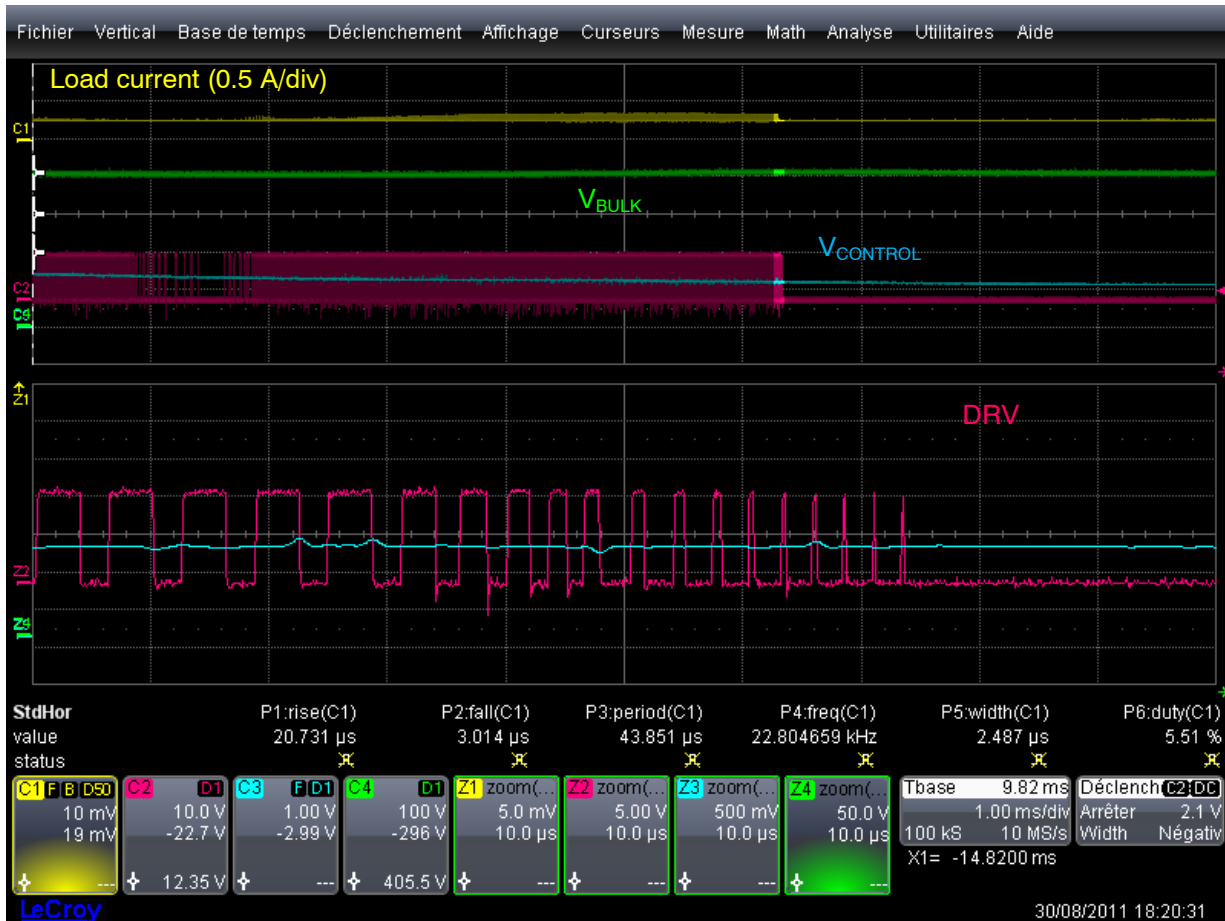 Fichier Vertical Base de temps Déclenchement Affichage Curseurs Mesure Math Analyse Utilitaires Aide
Load current (0.5 A/div)
C1
VBULK
VCONTROL
C2
Z1
DRV
Z2
StdHor P1:rise(C1) P2:fall(C1) P3:period(C1) P4:freq(C1) P5:width(C1) P6:duty(C1)
value 20.731 µs 3.014 µs 43.851 µs 22.804659 kHz 2.487 µs 5.51 %
status
C1 F B D50 C2 D1 C3 F D1 C4 D1 Z1 zoom(... Z2 zoom(... Z3 zoom(... Z4 zoom(... Tbase 9.82 ms Déclench C2 DC
10 mV 10.0 V 1.00 V 100 V 5.0 mV 5.00 V 500 mV 50.0 V 1.00 ms/div Arrêter 2.1 V
19 mV -22.7 V -2.99 V -296 V 10.0 µs 10.0 µs 10.0 µs 10.0 µs 100 kS 10 MS/s Width Négatif
X1= -14.8200 ms
--- 12.35 V --- 405.5 V --- --- --- ---
LeCroy 30/08/2011 18:20:31